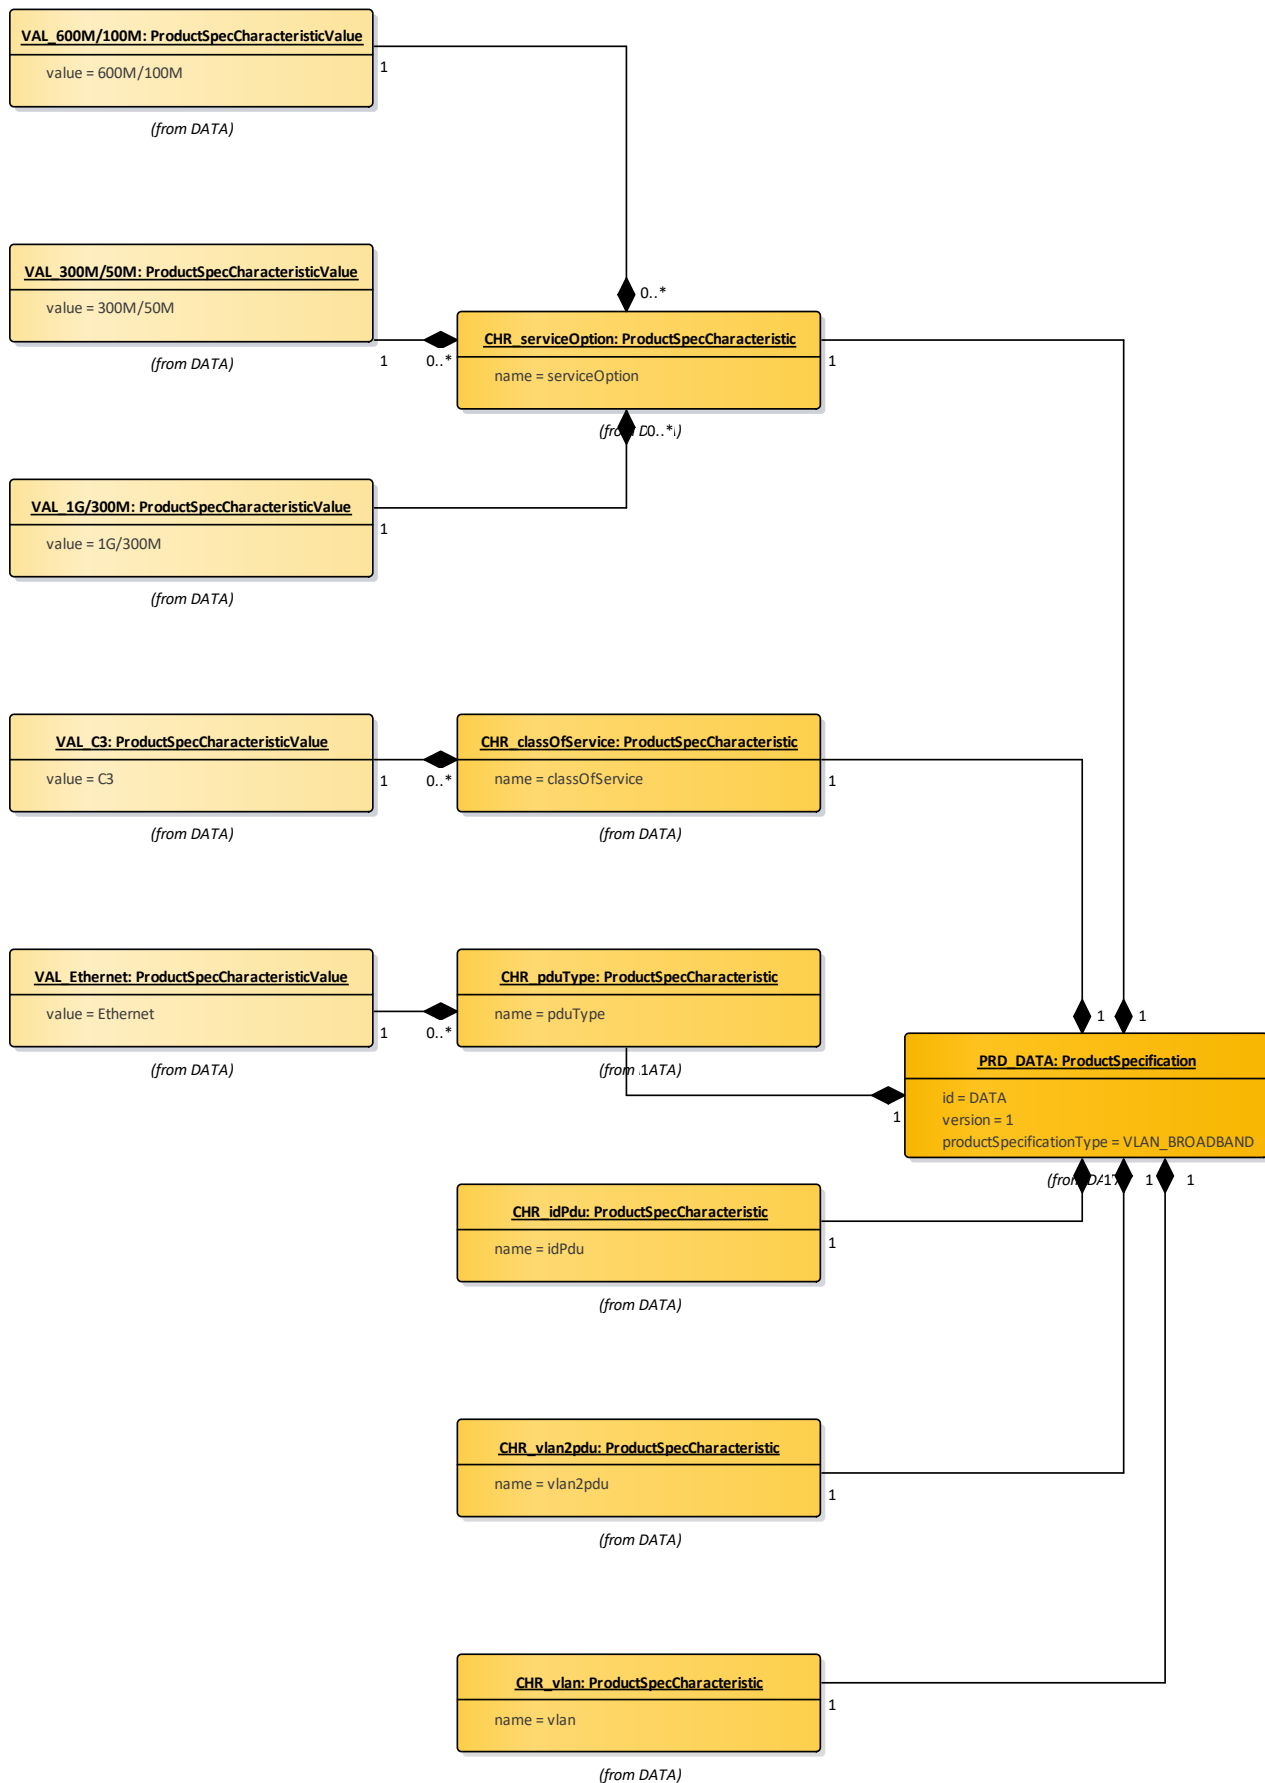 VAL_600M/100M: ProductSpecCharacteristicValue
value = 600M/100M
1
(from DATA)
VAL_300M/50M: ProductSpecCharacteristicValue
value = 300M/50M
(from DATA)
1
0..*
0..*
CHR_serviceOption: ProductSpecCharacteristic
name = serviceOption
1
0..*
VAL_1G/300M: ProductSpecCharacteristicValue
value = 1G/300M
1
(from DATA)
VAL_C3: ProductSpecCharacteristicValue
value = C3
1
0..*
(from DATA)
CHR_classOfService: ProductSpecCharacteristic
name = classOfService
1
(from DATA)
VAL_Ethernet: ProductSpecCharacteristicValue
value = Ethernet
1
0..*
(from DATA)
CHR_pduType: ProductSpecCharacteristic
name = pduType
(from
1
1
1
1
PRD_DATA: ProductSpecification
id = DATA
version = 1
productSpecificationType = VLAN_BROADBAND
1
1
1
CHR_idPdu: ProductSpecCharacteristic
name = idPdu
1
(from DATA)
CHR_vlan2pdu: ProductSpecCharacteristic
name = vlan2pdu
1
(from DATA)
CHR_vlan: ProductSpecCharacteristic
name = vlan
1
(from DATA)